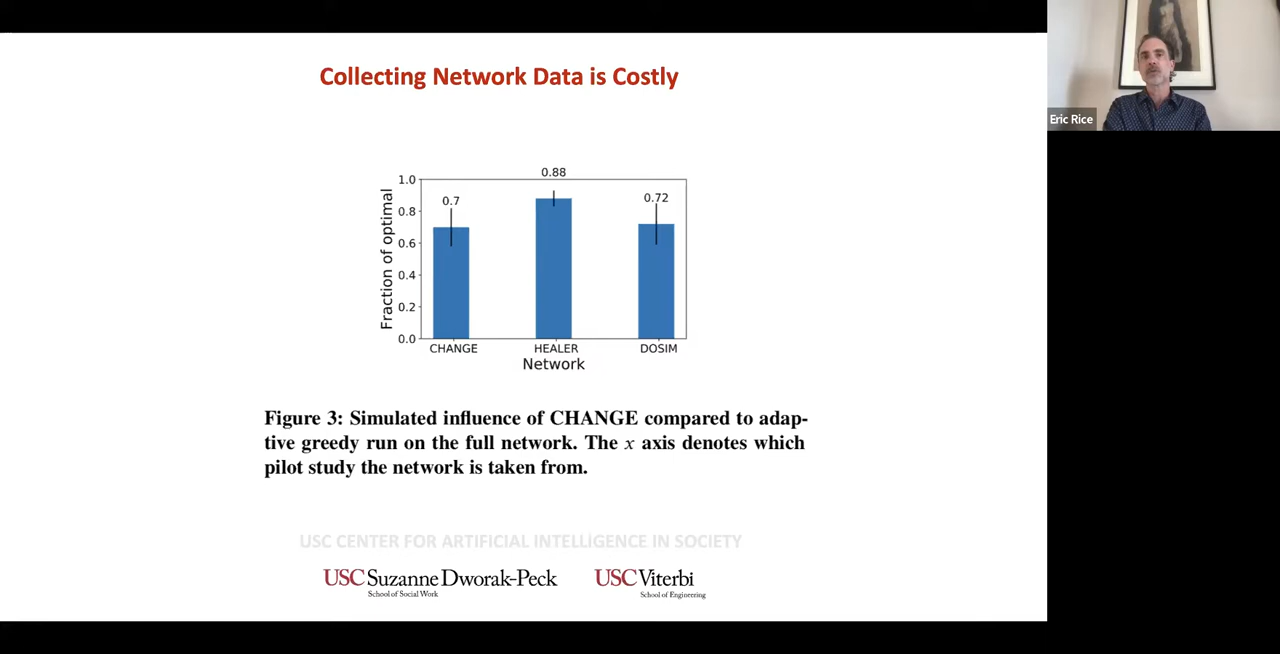 Collecting Network Data is Costly
Eric Rice
0.7
0.88
0.72
1.0
0.8
0.6
0.4
0.2
0.0
Fraction of optimal
CHANGE HEALER DOSIM
Network
Figure 3: Simulated influence of CHANGE compared to adap-
tive greedy run on the full network. The x axis denotes which
pilot study the network is taken from.
USC CENTER FOR ARTIFICIAL INTELLIGENCE IN SOCIETY
USC Suzanne Dworak-Peck
School of Social Work
USC Viterbi
School of Engineering